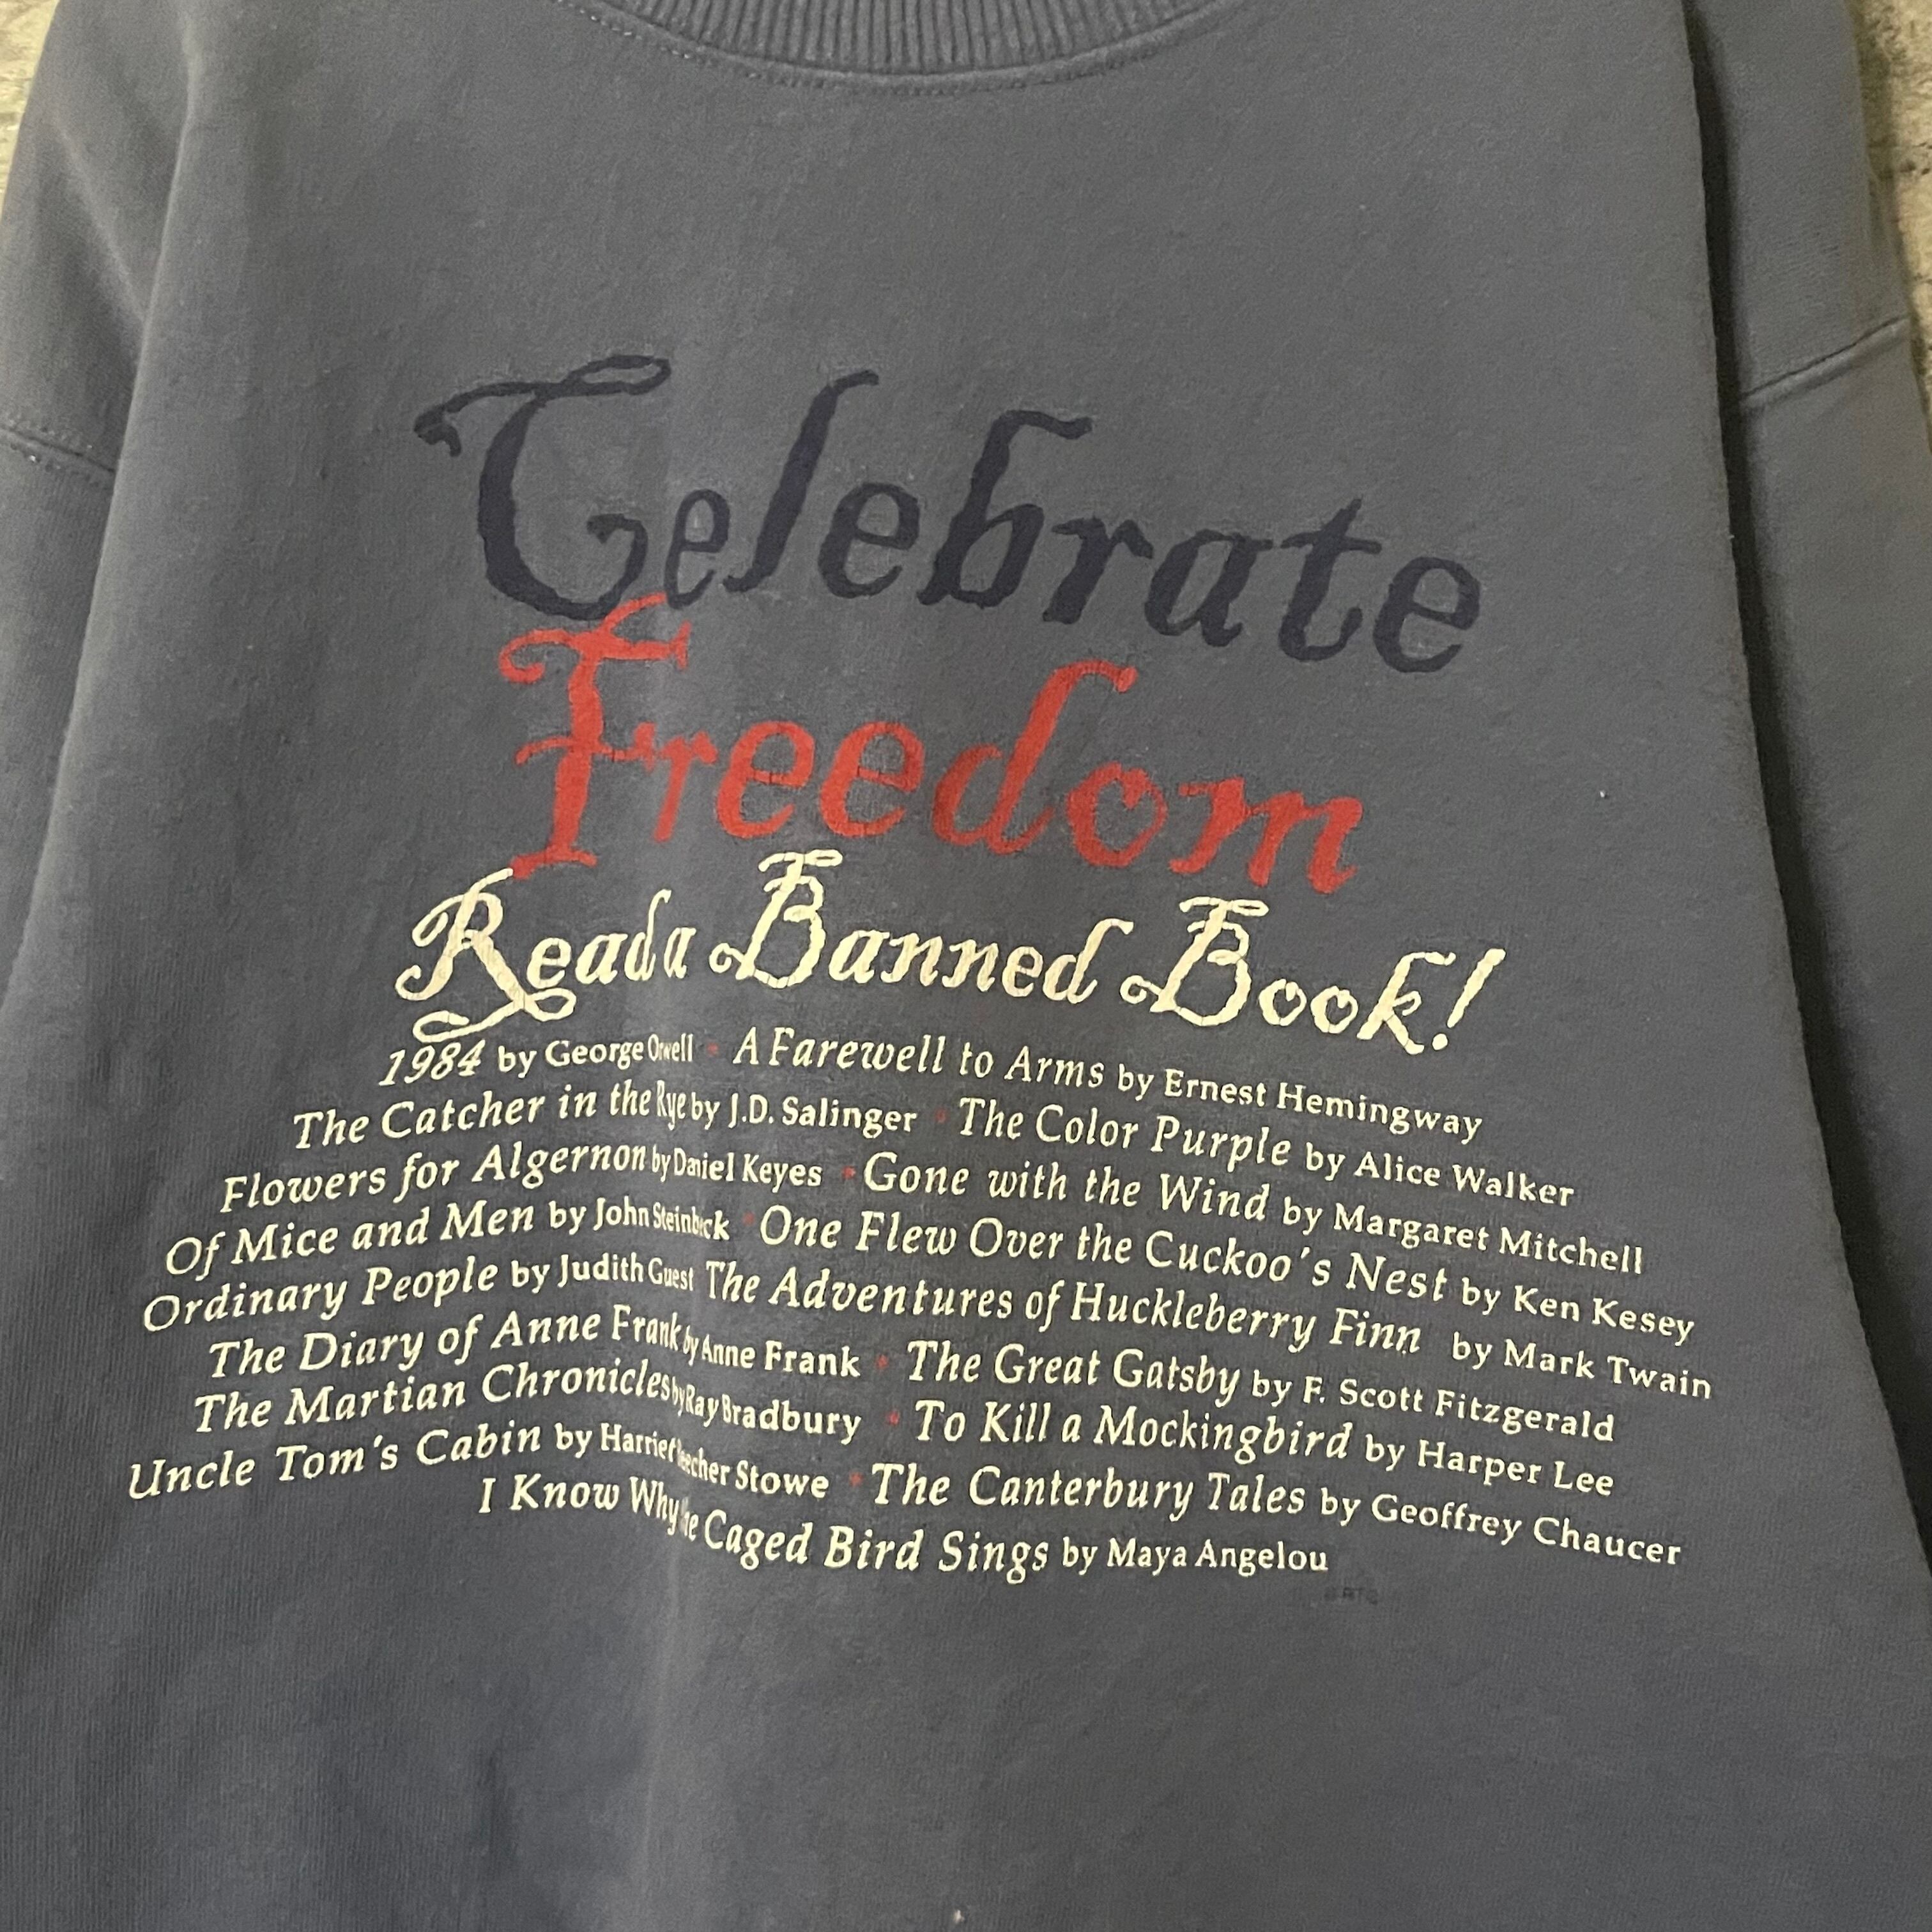 Celebrate
Freedom
Read a Banned Book!
1984 by George Orwell • A Farewell to Arms by Ernest Hemingway
The Catcher in the Rye by J.D. Salinger • The Color Purple by Alice Walker
Flowers for Algernon by Daniel Keyes • Gone with the Wind by Margaret Mitchell
Of Mice and Men by John Steinbeck • One Flew Over the Cuckoo's Nest by Ken Kesey
Ordinary People by Judith Guest The Adventures of Huckleberry Finn by Mark Twain
The Diary of Anne Frank by Anne Frank • The Great Gatsby by F. Scott Fitzgerald
The Martian Chronicles by Ray Bradbury • To Kill a Mockingbird by Harper Lee
Uncle Tom's Cabin by Harriet Beecher Stowe • The Canterbury Tales by Geoffrey Chaucer
I Know Why the Caged Bird Sings by Maya Angelou